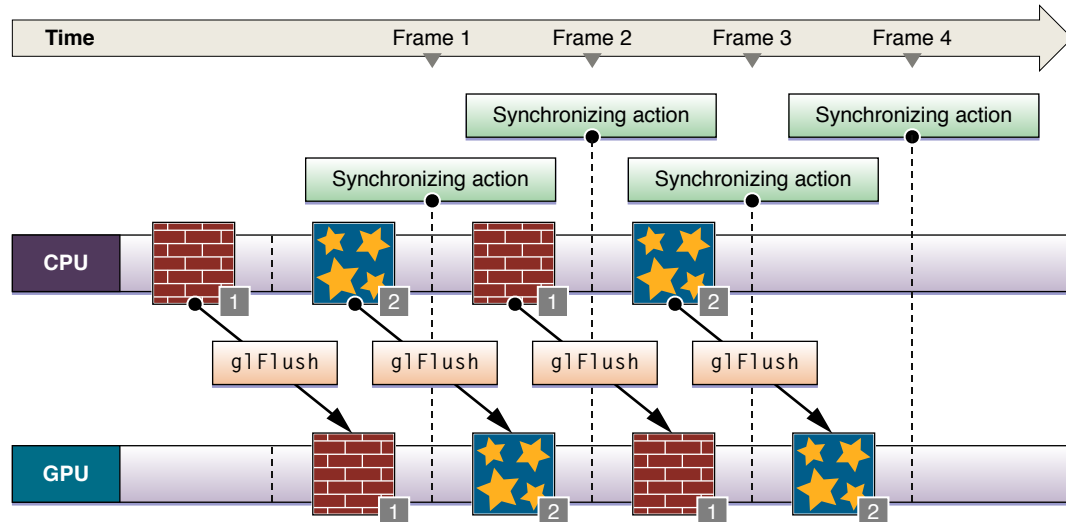 Time Frame 1 Frame 2 Frame 3 Frame 4
Synchronizing action Synchronizing action
Synchronizing action Synchronizing action
CPU 1 2 1 2
glFlush glFlush glFlush glFlush
GPU 1 2 1 2